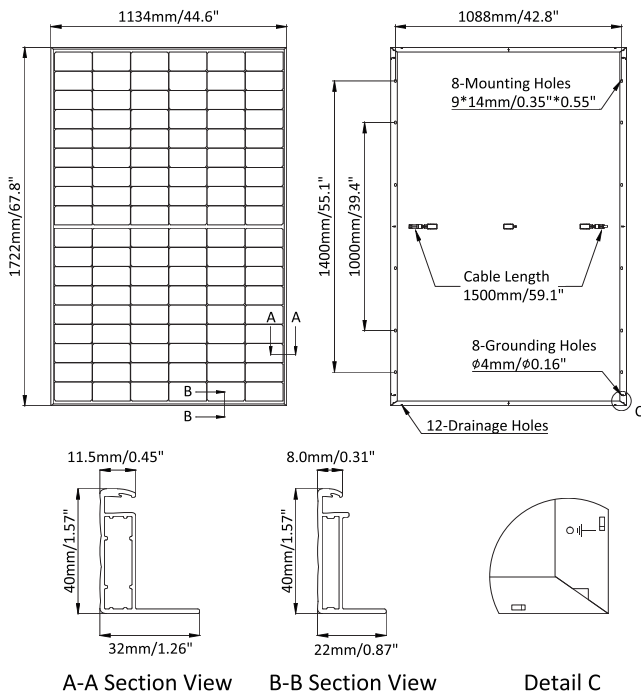 1134mm/44.6"
1088mm/42.8"
8-Mounting Holes
9*14mm/0.35"*0.55"
1722mm/67.8"
1400mm/55.1"
1000mm/39.4"
Cable Length
1500mm/59.1"
A A
8-Grounding Holes
ϕ4mm/ϕ0.16"
B
B
C
12-Drainage Holes
11.5mm/0.45"
8.0mm/0.31"
40mm/1.57"
40mm/1.57"
32mm/1.26"
22mm/0.87"
A-A Section View
B-B Section View
Detail C